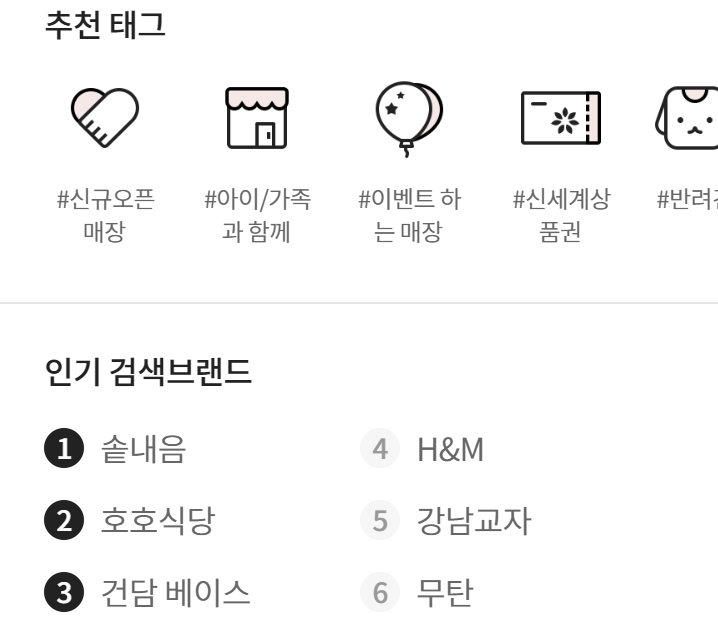 추천 태그
#신규오픈
매장
#아이/가족
과 함께
#이벤트 하
는 매장
#신세계상
품권
#반려
인기 검색브랜드
1 솥내음
2 호호식당
3 건담 베이스
4 H&M
5 강남교자
6 무탄